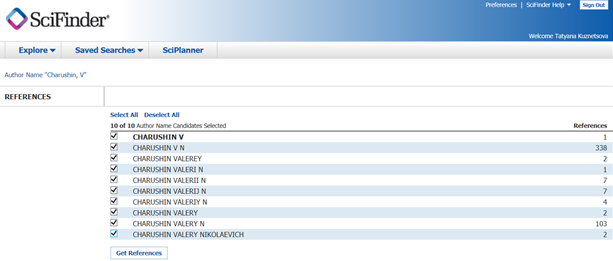 Preferences | SciFinder Help Sign Out
SciFinder®
Welcome Tatyana Kuznetsova
Explore Saved Searches SciPlanner
Author Name "Charushin, V"
REFERENCES
Select All Deselect All
10 of 10 Author Name Candidates Selected References
CHARUSHIN V 1
CHARUSHIN V N 338
CHARUSHIN VALEREY 2
CHARUSHIN VALERI N 1
CHARUSHIN VALERII N 7
CHARUSHIN VALERIJ N 7
CHARUSHIN VALERIY N 4
CHARUSHIN VALERY 2
CHARUSHIN VALERY N 103
CHARUSHIN VALERY NIKOLAEVICH 2
Get References